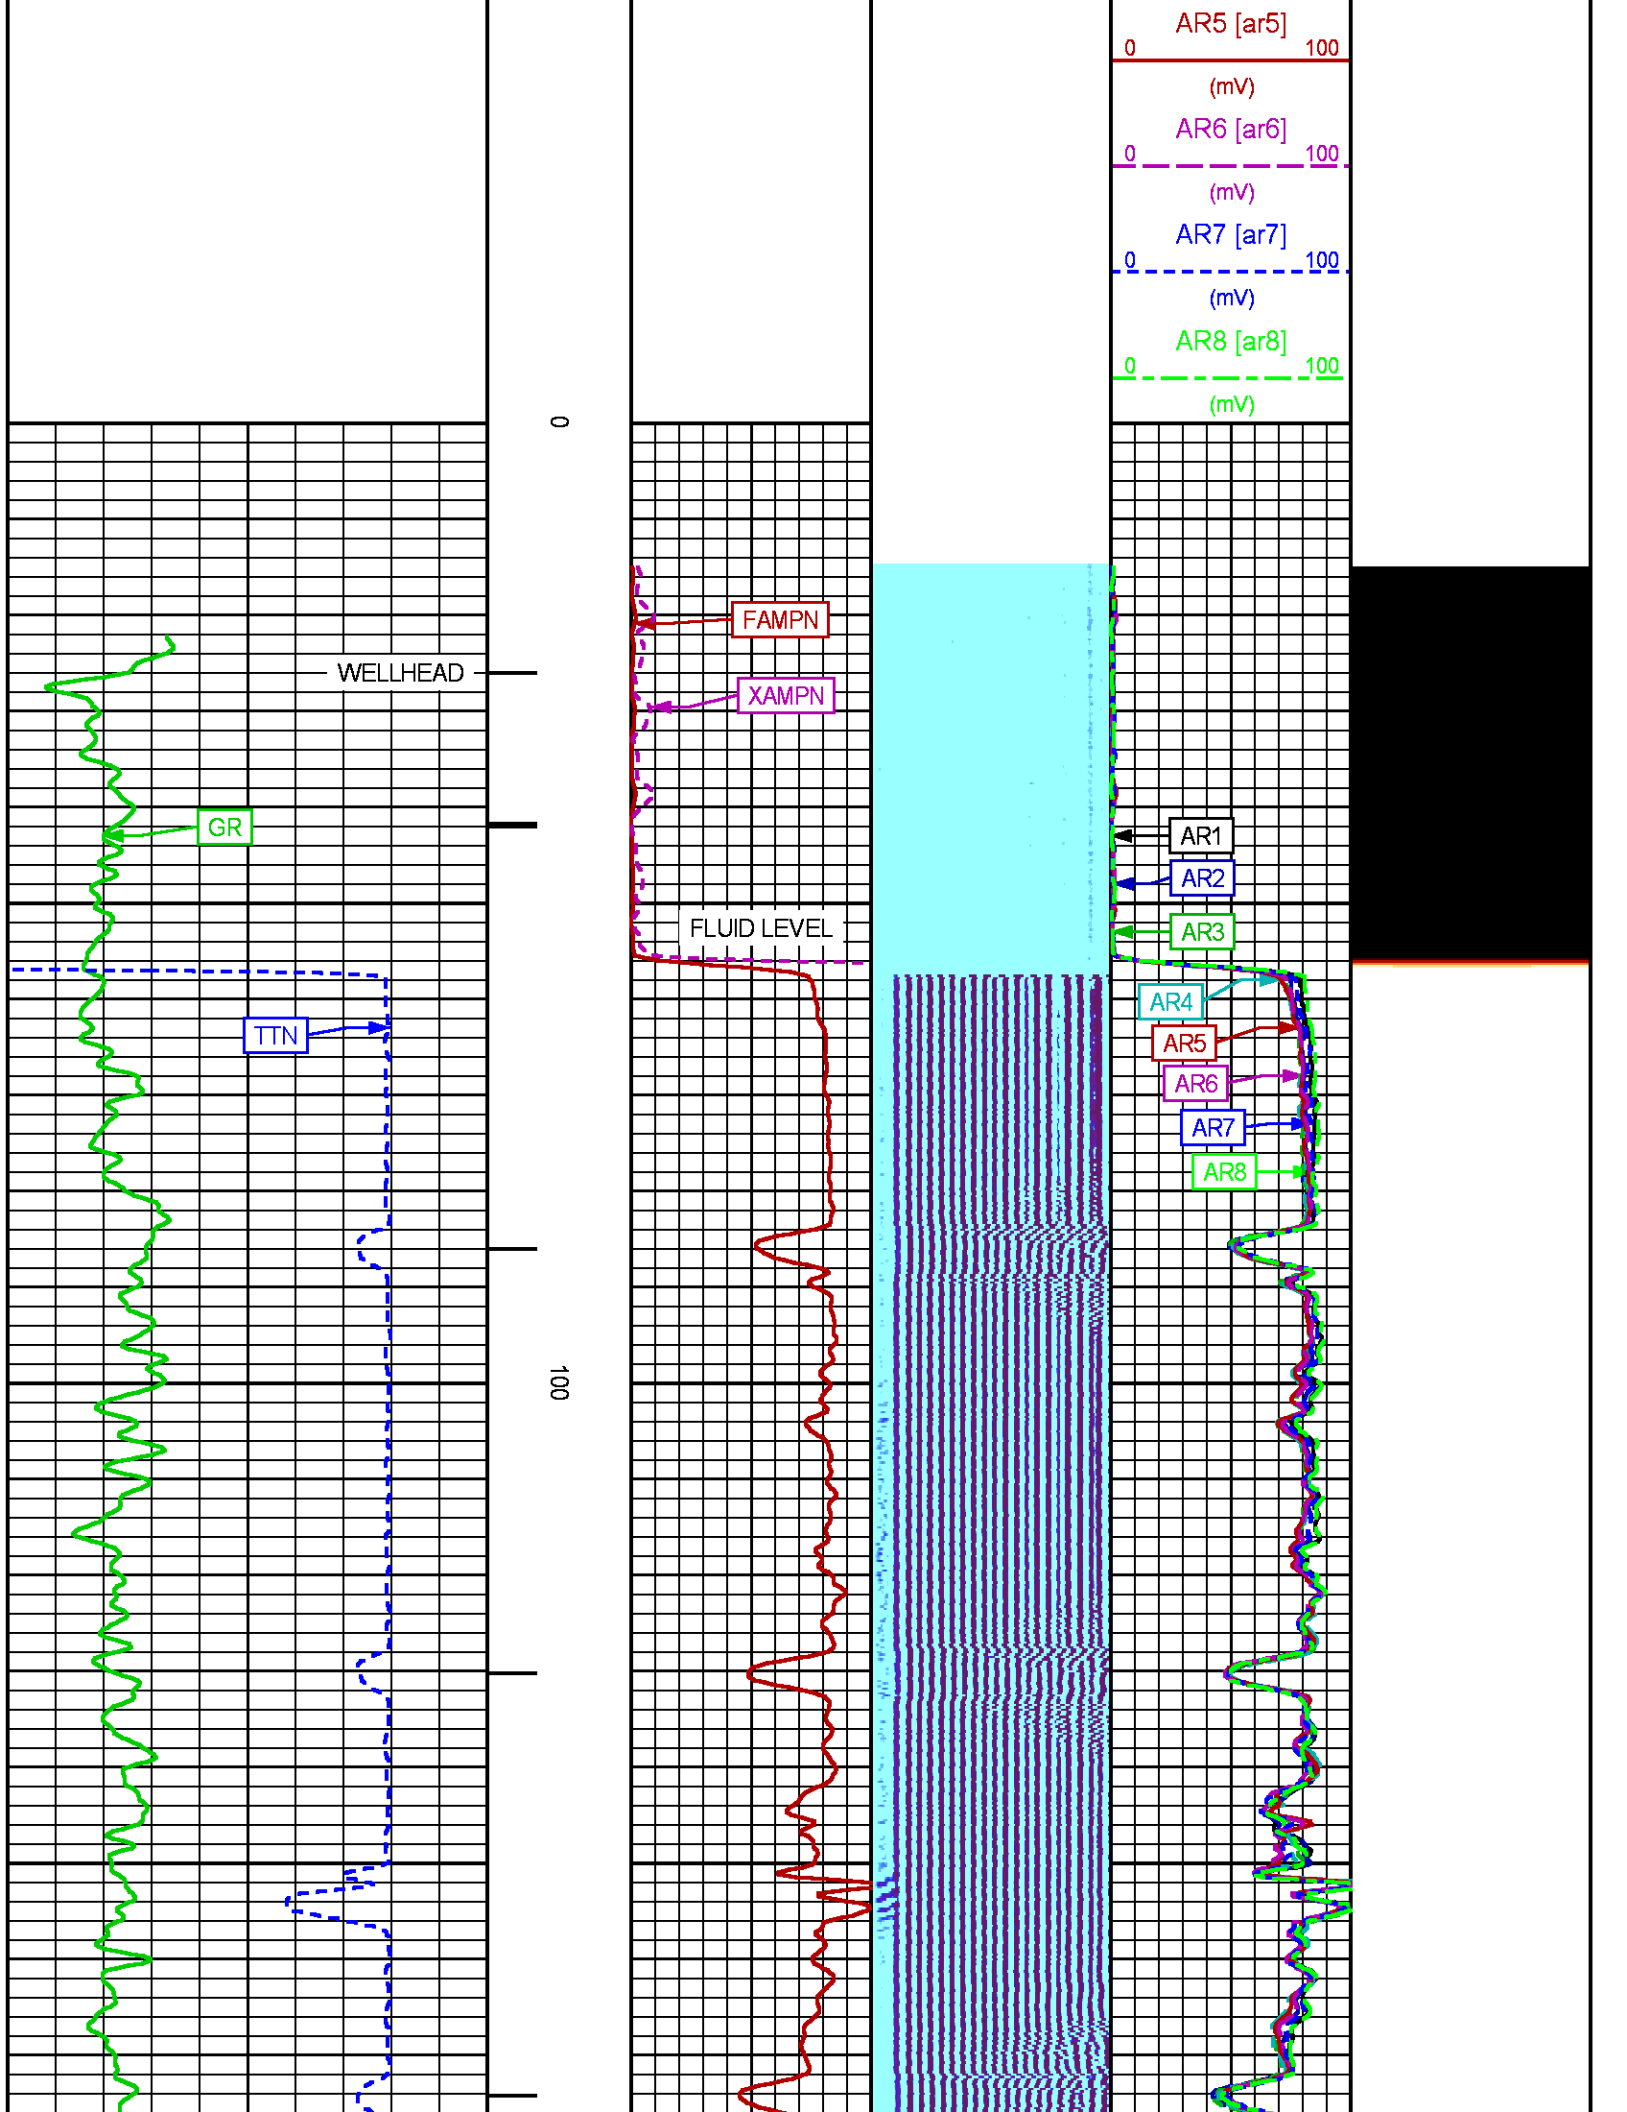 AR5 [ar5]
0 100
(mV)
AR6 [ar6]
0 100
(mV)
AR7 [ar7]
0 100
(mV)
AR8 [ar8]
0 100
(mV)
0
FAMPN
WELLHEAD
XAMPN
GR
AR1
AR2
FLUID LEVEL
AR3
AR4
TTN
AR5
AR6
AR7
AR8
100